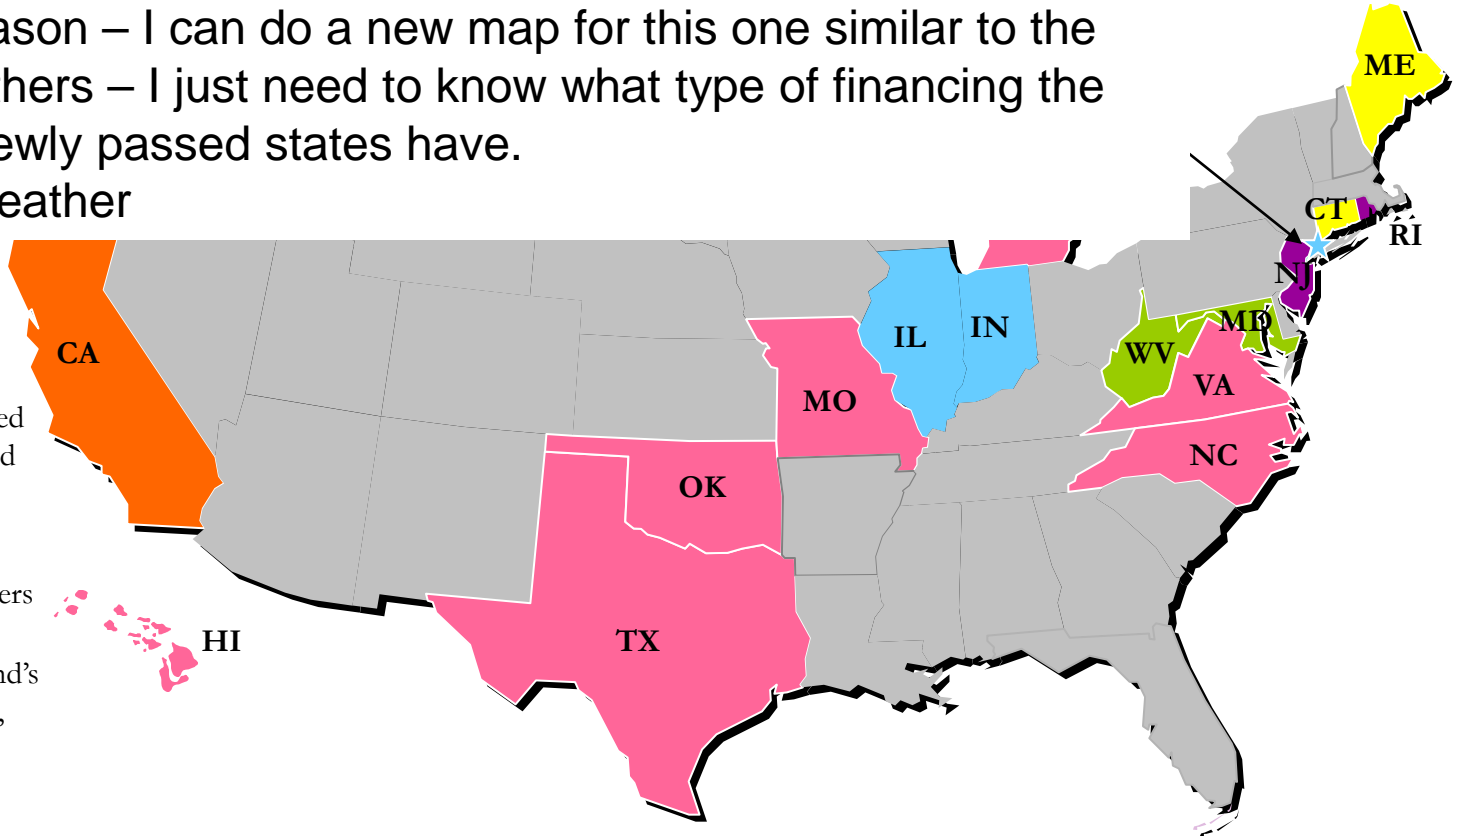 ason – I can do a new map for this one similar to the
thers – I just need to know what type of financing the
ewly passed states have.
eather
ME
CT
RI
NJ
CA
IL
IN
MD
WV
VA
MO
NC
OK
TX
HI
ed
d
ers
nd’s
,